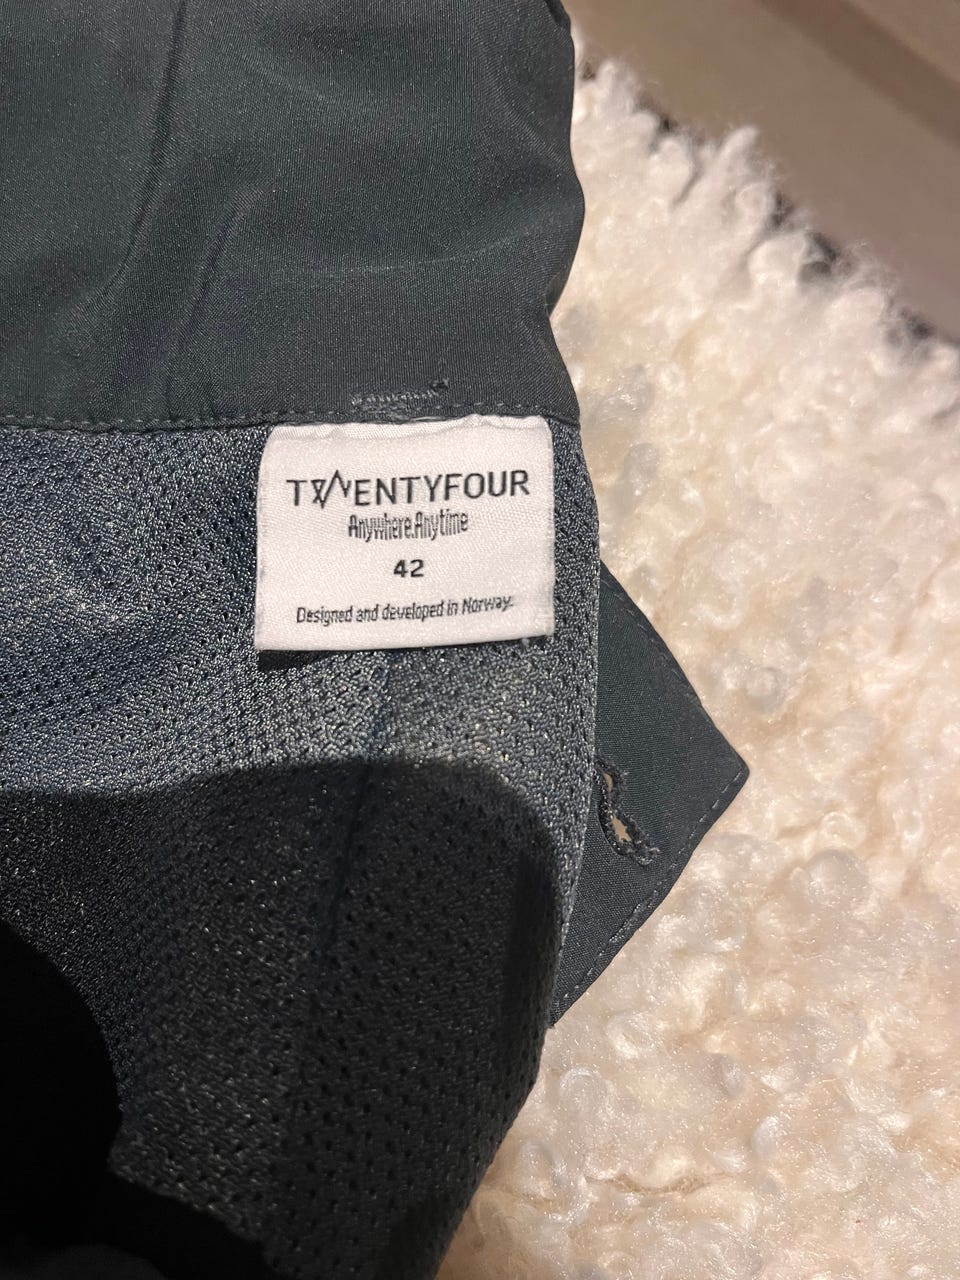 TWENTYFOUR
Anywhere.Anytime
42
Designed and developed in Norway.